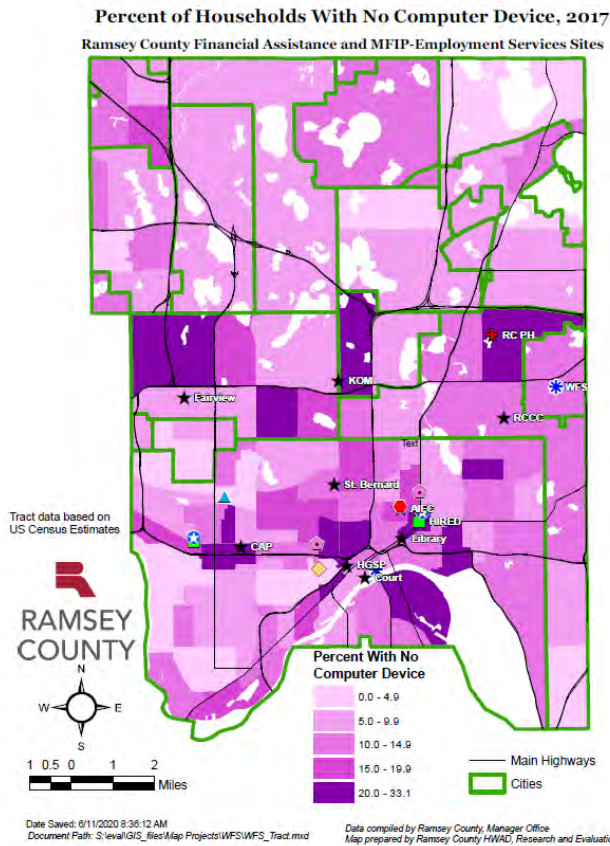 Percent of Households With No Computer Device, 2017
Ramsey County Financial Assistance and MFIP-Employment Services Sites
RC PH
KOM
WFS
Fairview
RCCC
Text
St. Bernard
AIFC
HIRED
Tract data based on
US Census Estimates
CAP
Library
HGSP
Court
RAMSEY
COUNTY
N
W E
S
Percent With No
Computer Device
0.0 - 4.9
5.0 - 9.9
10.0 - 14.9
15.0 - 19.9
20.0 - 33.1
Main Highways
Cities
1 0.5 0 1 2
Miles
Date Saved: 6/11/2020 8:36:12 AM
Document Path: S:\eval\GIS_files\Map Projects\WFS\WFS_Tract.mxd
Data compiled by Ramsey County, Manager Office
Map prepared by Ramsey County HWAD, Research and Evaluatio